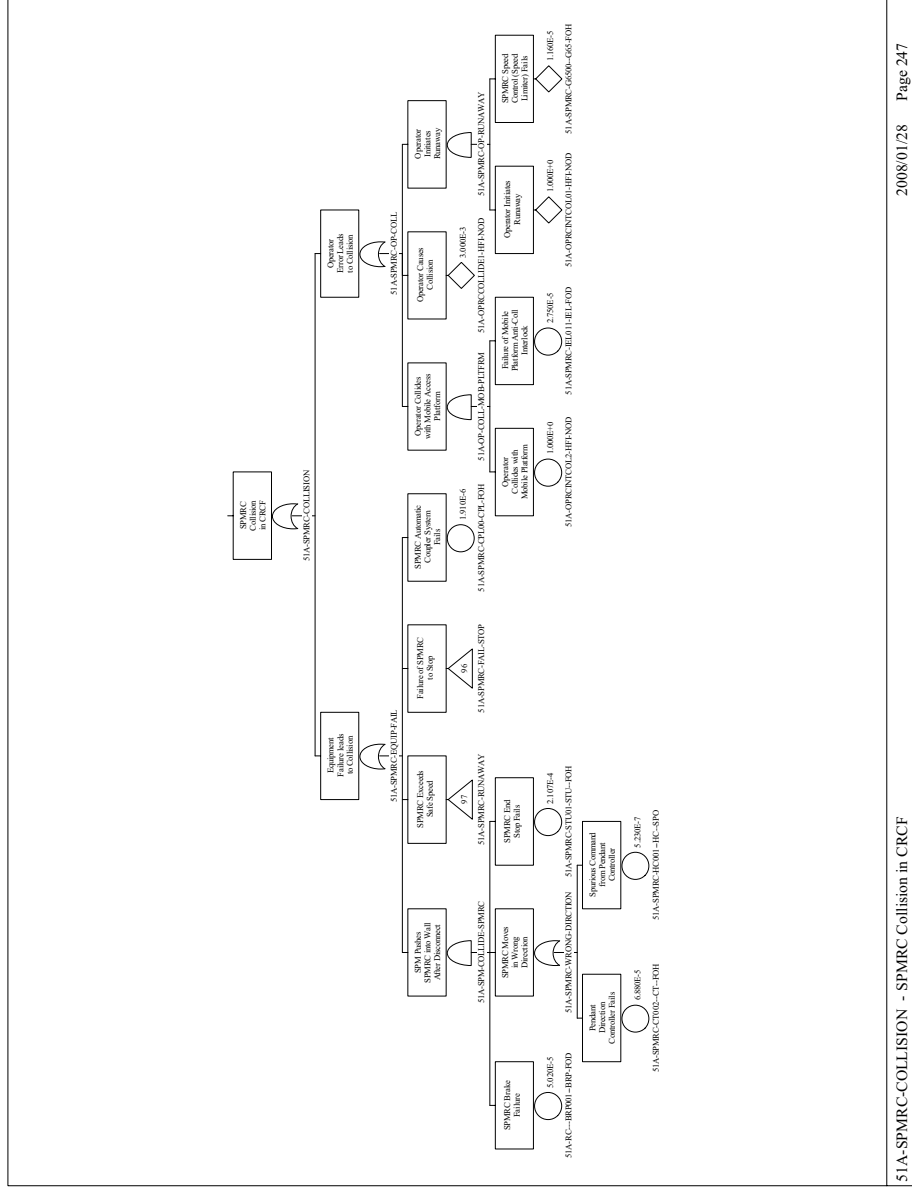 SPMRC
Collision
in CRCF
51A-SPMRC-COLLISION
Equipment
Failure leads
to Collision
51A-SPMRC-EQUIP-FAIL
Operator
Error Leads
to Collision
51A-SPMRC-OP-COLL
SPM Pushes
SPMRC into Wall
After Disconnect
51A-SPM-COLLIDE-SPMRC
SPMRC Exceeds
Safe Speed
97
51A-SPMRC-RUNAWAY
Failure of SPMRC
to Stop
96
51A-SPMRC-FAIL-STOP
SPMRC Automatic
Coupler System
Fails
1.910E-6
51A-SPMRC-CPL00-CPL-FOH
Operator Collides
with Mobile Access
Platform
51A-OP-COLL-MOB-PLTFRM
Operator Causes
Collision
3.000E-3
51A-OPRCCOLLIDE1-HFI-NOD
Operator
Initiates
Runaway
51A-SPMRC-OP-RUNAWAY
SPMRC Brake
Failure
5.020E-5
51A-RC---BRP001--BRP-FOD
SPMRC Moves
in Wrong
Direction
51A-SPMRC-WRONG-DIRCTION
SPMRC End
Stop Fails
2.107E-4
51A-SPMRC-STU01-STU--FOH
Operator
Collides with
Mobile Platform
1.000E+0
51A-OPRCINTCOL2-HFI-NOD
Failure of Mobile
Platform Anti-Coll
Interlock
2.750E-5
51A-SPMRC-IEL011-IEL-FOD
Operator Initiates
Runaway
1.000E+0
51A-OPRCINTCOL01-HFI-NOD
SPMRC Speed
Control (Speed
Limiter) Fails
1.160E-5
51A-SPMRC-G6500--G65-FOH
Pendant
Direction
Controller Fails
6.880E-5
51A-SPMRC-CT002--CT--FOH
Spurious Command
from Pendant
Controller
5.230E-7
51A-SPMRC-HC001--HC--SPO
51A-SPMRC-COLLISION - SPMRC Collision in CRCF
2008/01/28 Page 247